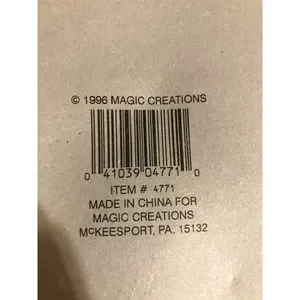 © 1996 MAGIC CREATIONS
0 41039 04771 0
ITEM # 4771
MADE IN CHINA FOR
MAGIC CREATIONS
McKEESPORT, PA. 15132